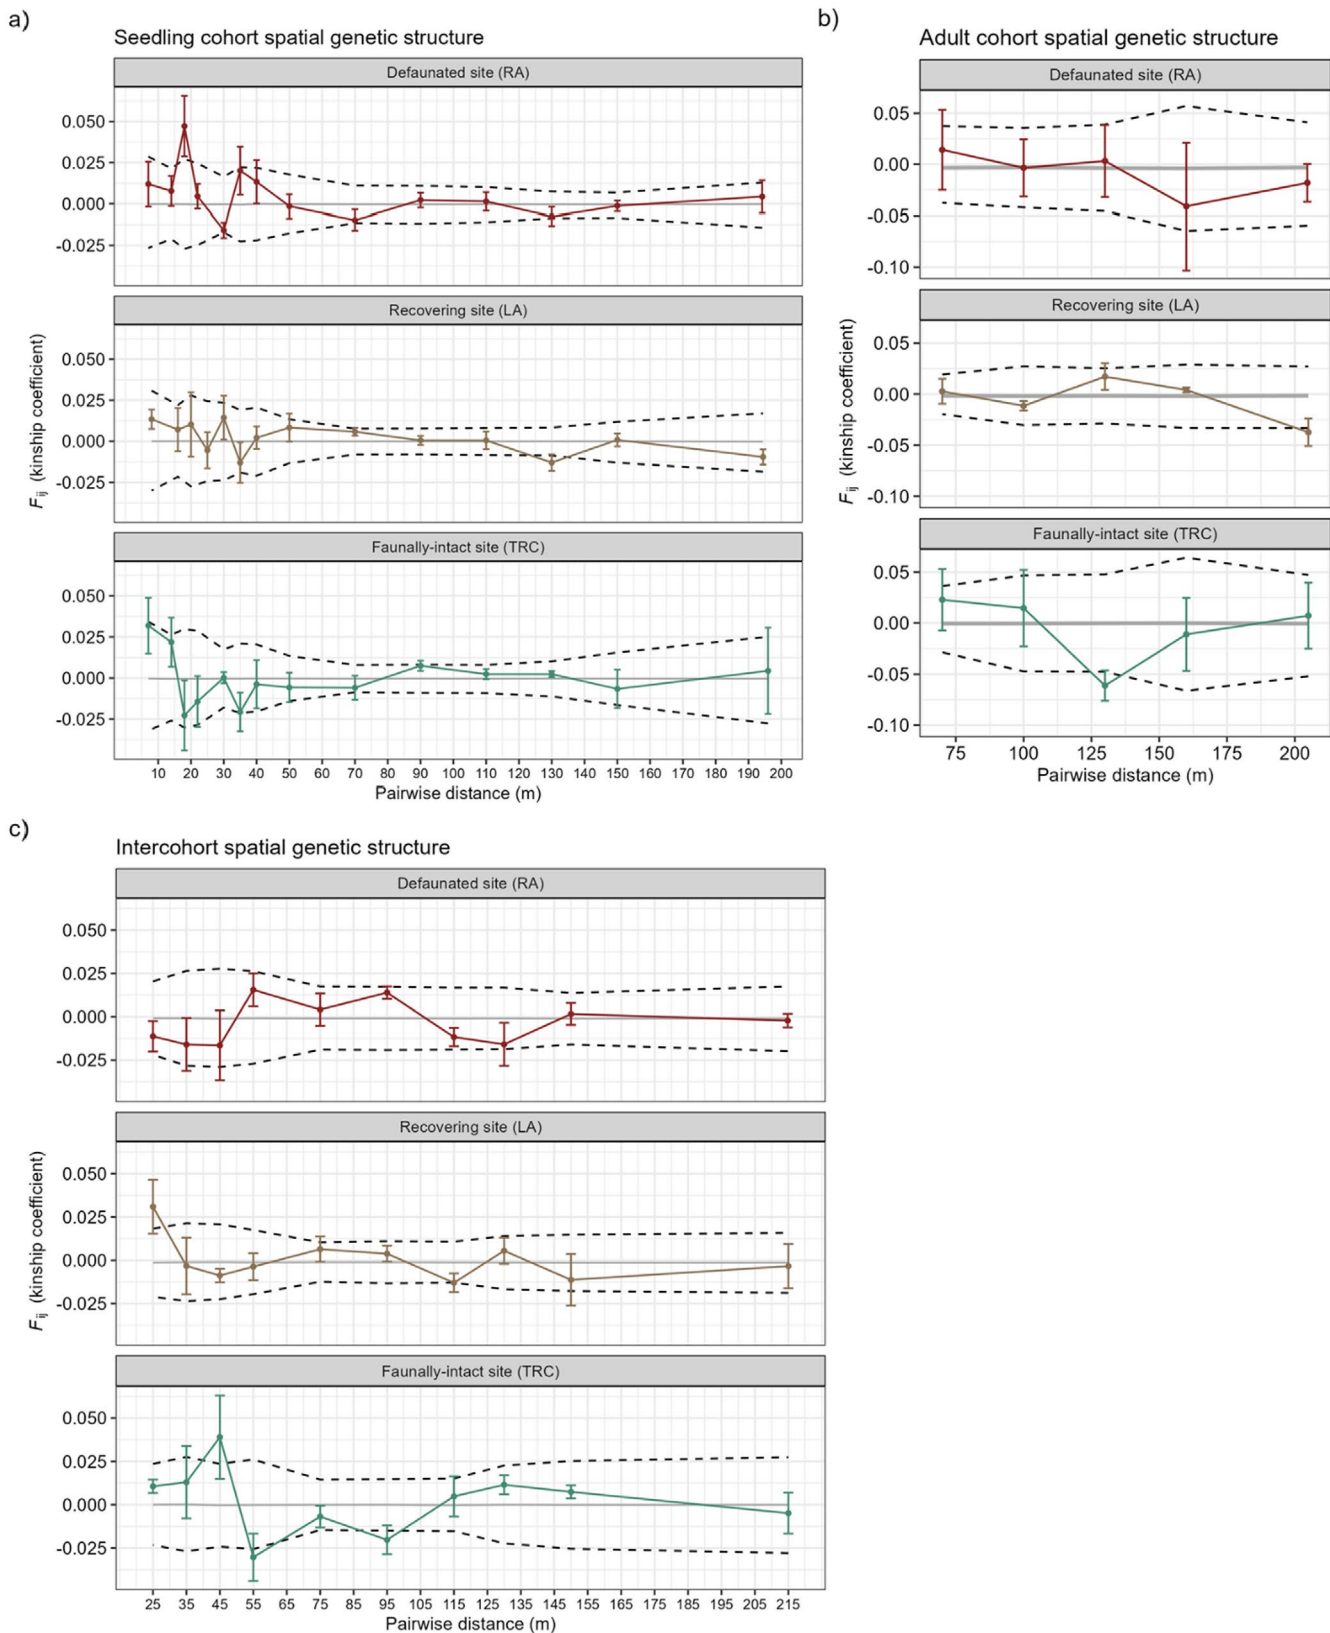 a)
Seedling cohort spatial genetic structure
Defaunated site (RA)
0.050
0.025
0.000
-0.025
Recovering site (LA)
0.050
0.025
0.000
-0.025
Fij (kinship coefficient)
Faunally-intact site (TRC)
0.050
0.025
0.000
-0.025
10 20 30 40 50 60 70 80 90 100 110 120 130 140 150 160 170 180 190 200
Pairwise distance (m)
b)
Adult cohort spatial genetic structure
Defaunated site (RA)
0.05
0.00
-0.05
-0.10
Recovering site (LA)
0.05
0.00
-0.05
-0.10
Fij (kinship coefficient)
Faunally-intact site (TRC)
0.05
0.00
-0.05
-0.10
75 100 125 150 175 200
Pairwise distance (m)
c)
Intercohort spatial genetic structure
Defaunated site (RA)
0.050
0.025
0.000
-0.025
Recovering site (LA)
0.050
0.025
0.000
-0.025
Fij (kinship coefficient)
Faunally-intact site (TRC)
0.050
0.025
0.000
-0.025
25 35 45 55 65 75 85 95 105 115 125 135 145 155 165 175 185 195 205 215
Pairwise distance (m)